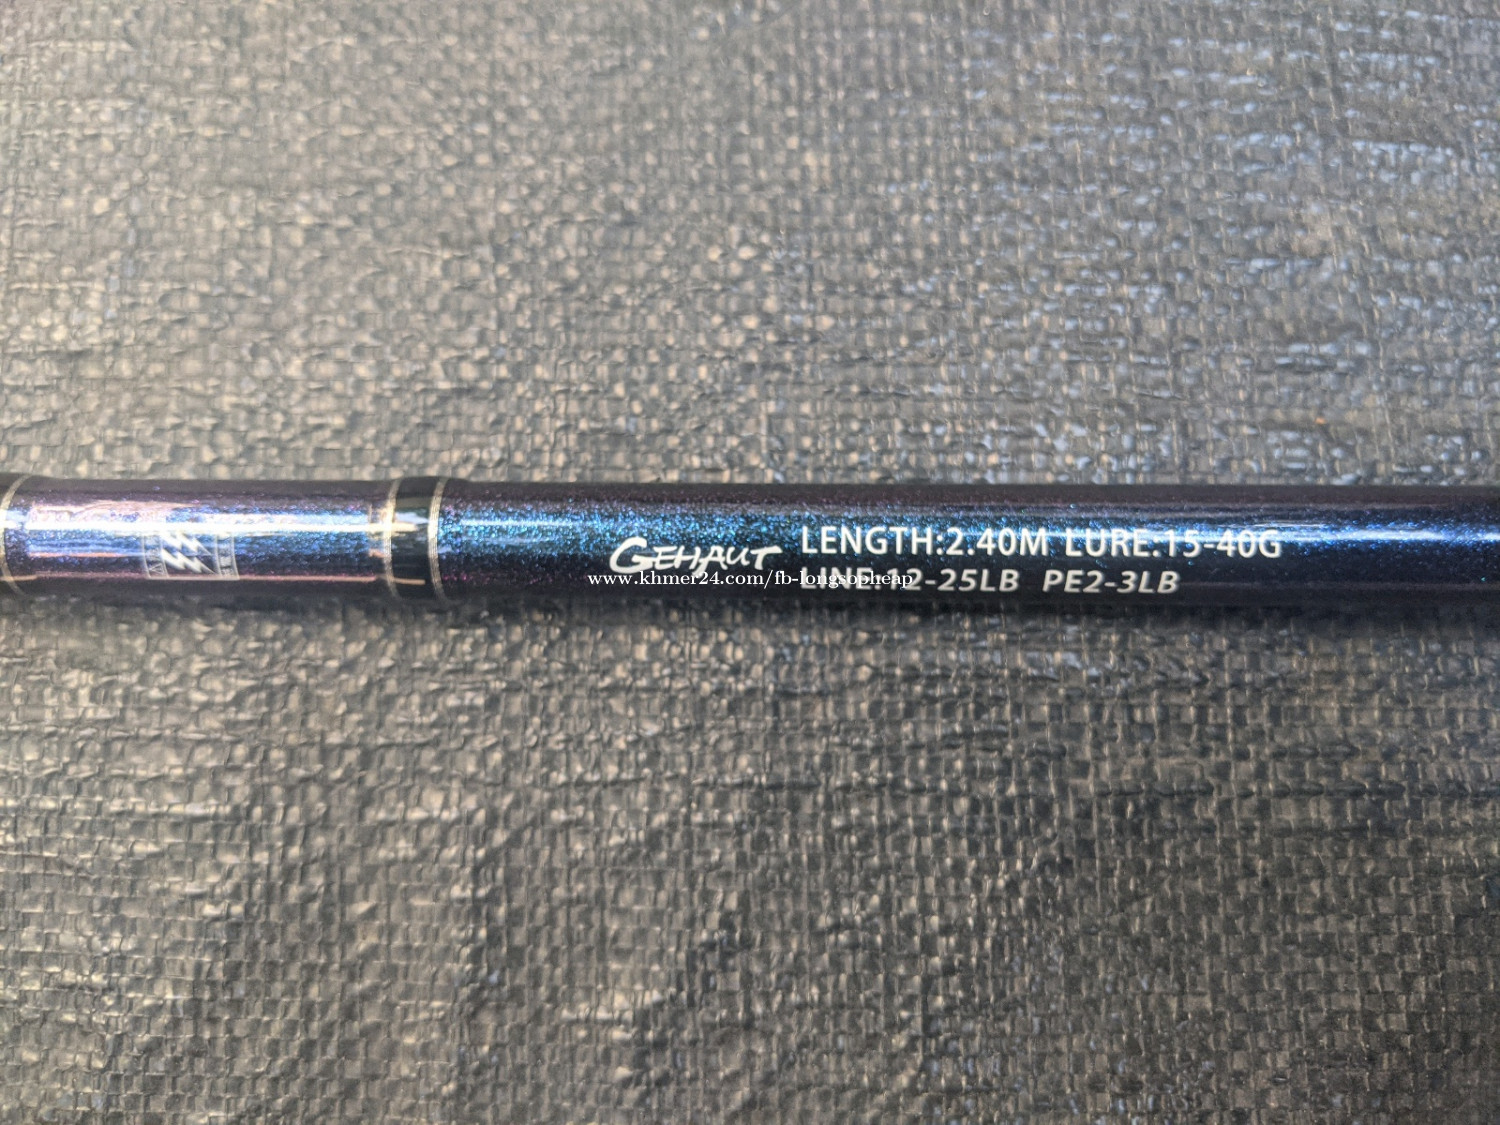 GEHAUT
LENGTH:2.40M LURE:15-40G
LINE:12-25LB PE2-3LB
www.khmer24.com/fb-longsopheap